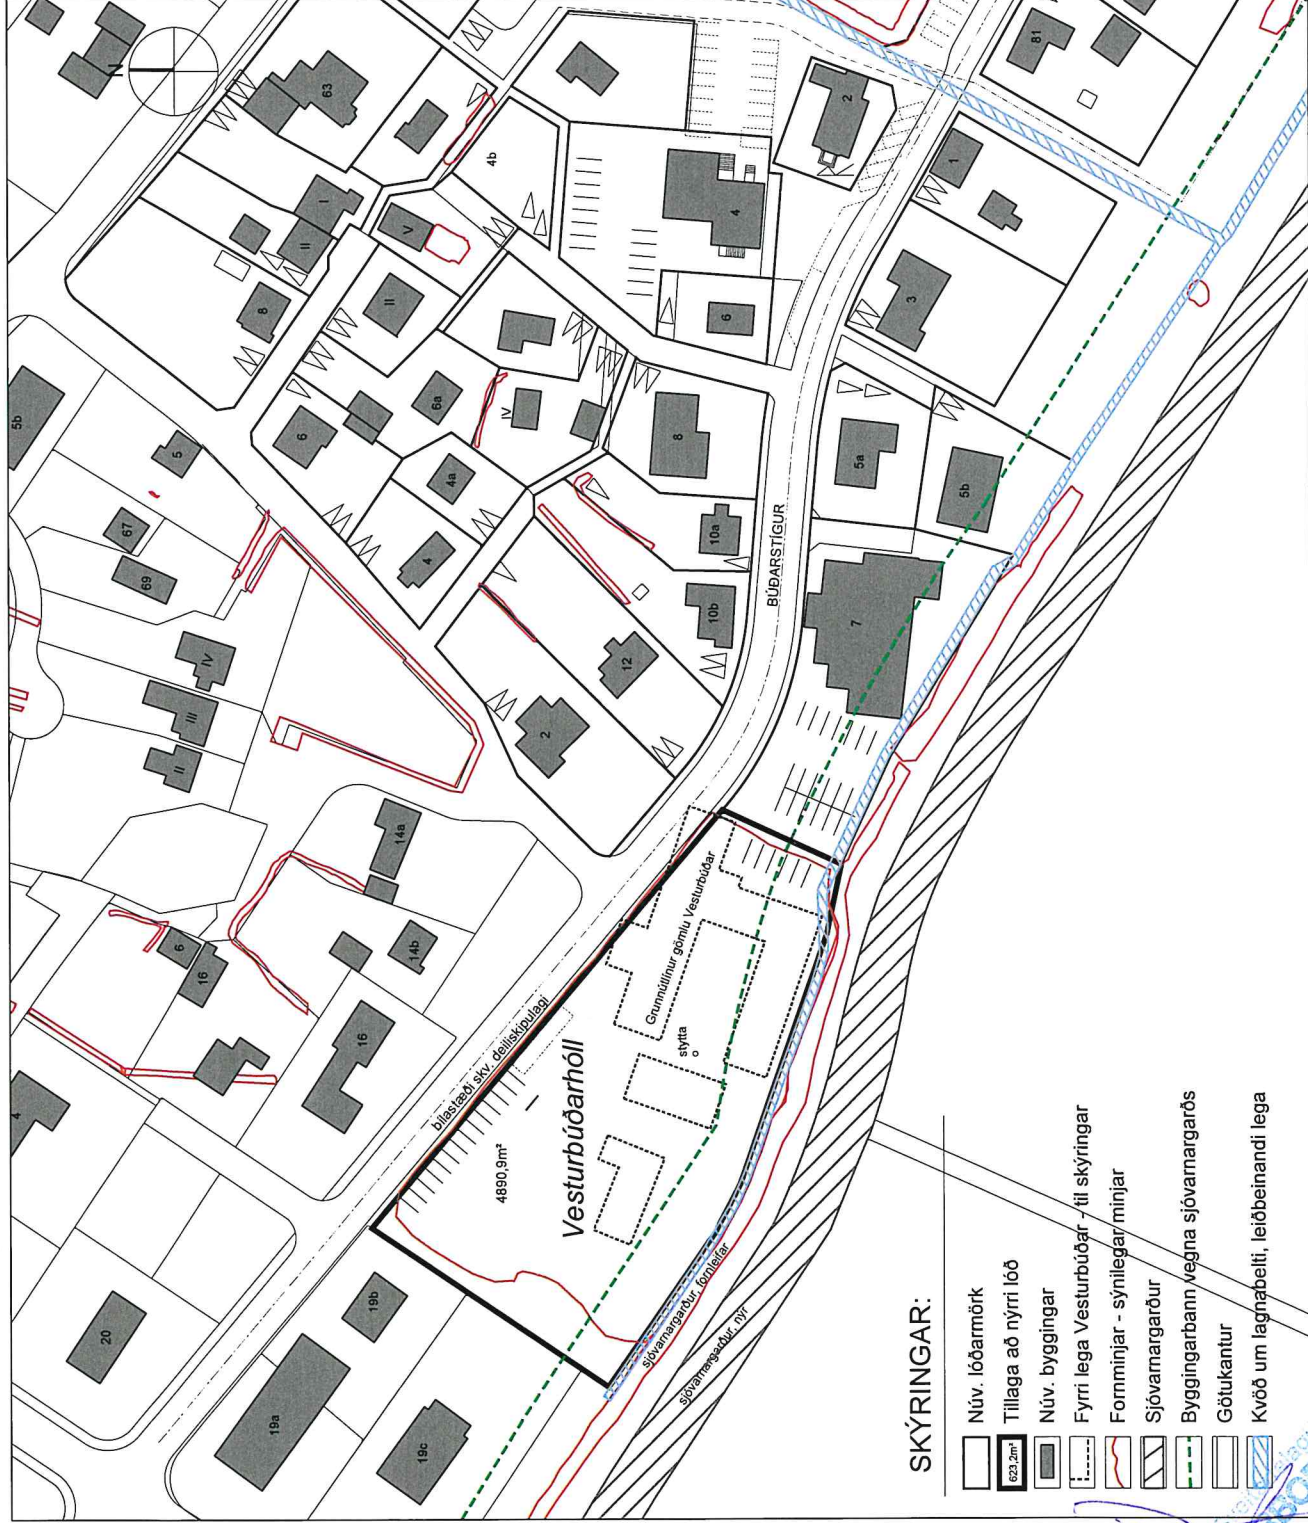 N
63
I
II
8
V
II
4b
4
2
81
1
3
6
6
6a
IV
8
4a
4
5b
5
67
69
IV
III
II
2
12
10b
10a
5a
5b
7
BÚÐARSTÍGUR
14a
14b
6
16
16
4
20
19a
19b
19c
bílastæði skv. deiliskipulagi
Grunnútlínur gömlu Vesturbúðar
stytta
Vesturbúðarhóll
4890,9m²
sjóvarnargarður, fornleifar
sjóvarnargarður, nýr
SKÝRINGAR:
Núv. lóðarmörk
623,2m² Tillaga að nýrri lóð
Núv. byggingar
Fyrri lega Vesturbúðar - til skýringar
Fornminjar - sýnilegar minjar
Sjóvarnargarður
Byggingarbann vegna sjóvarnargarðs
Götukantur
Kvöð um lagnabelti, leiðbeinandi lega